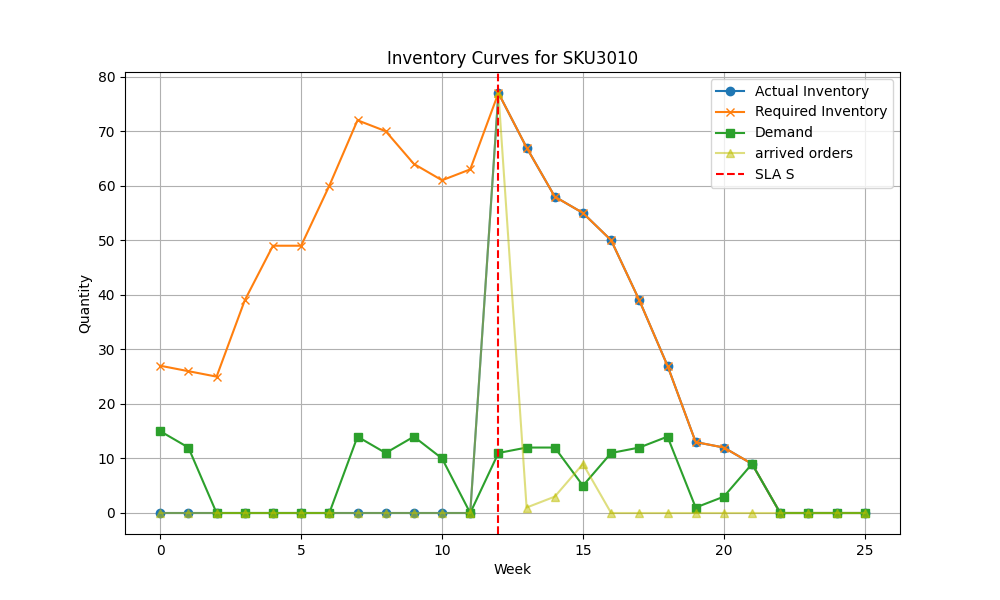 Inventory Curves for SKU3010
Actual Inventory
Required Inventory
Demand
arrived orders
SLA S
Quantity
80
70
60
50
40
30
20
10
0
0 5 10 15 20 25
Week